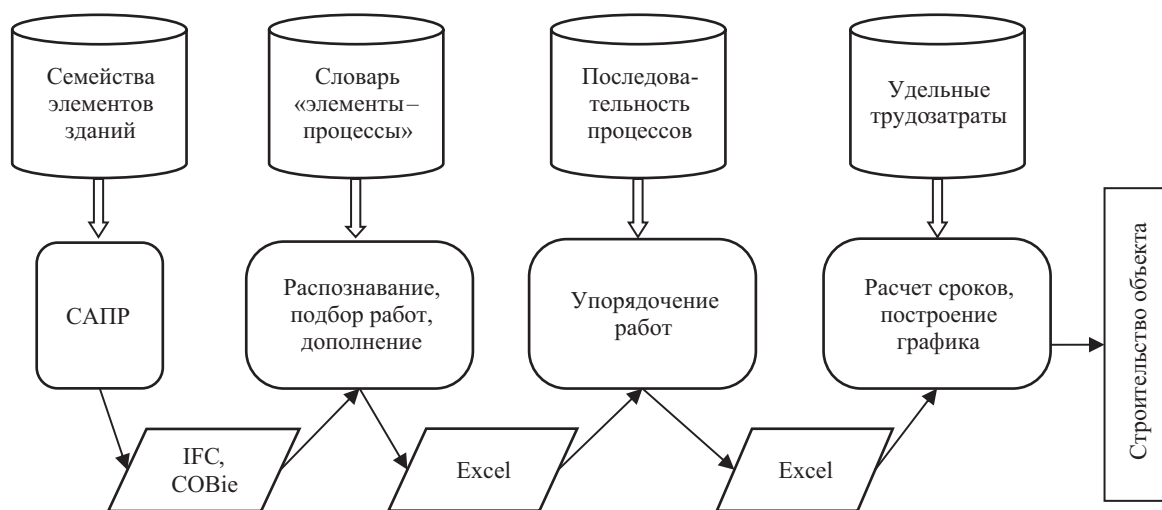 Семейства
элементов
зданий
Словарь
«элементы–
процессы»
Последова-
тельность
процессов
Удельные
трудозатраты
САПР
Распознавание,
подбор работ,
дополнение
Упорядочение
работ
Расчет сроков,
построение
графика
Строительство объекта
IFC,
COBie
Excel
Excel